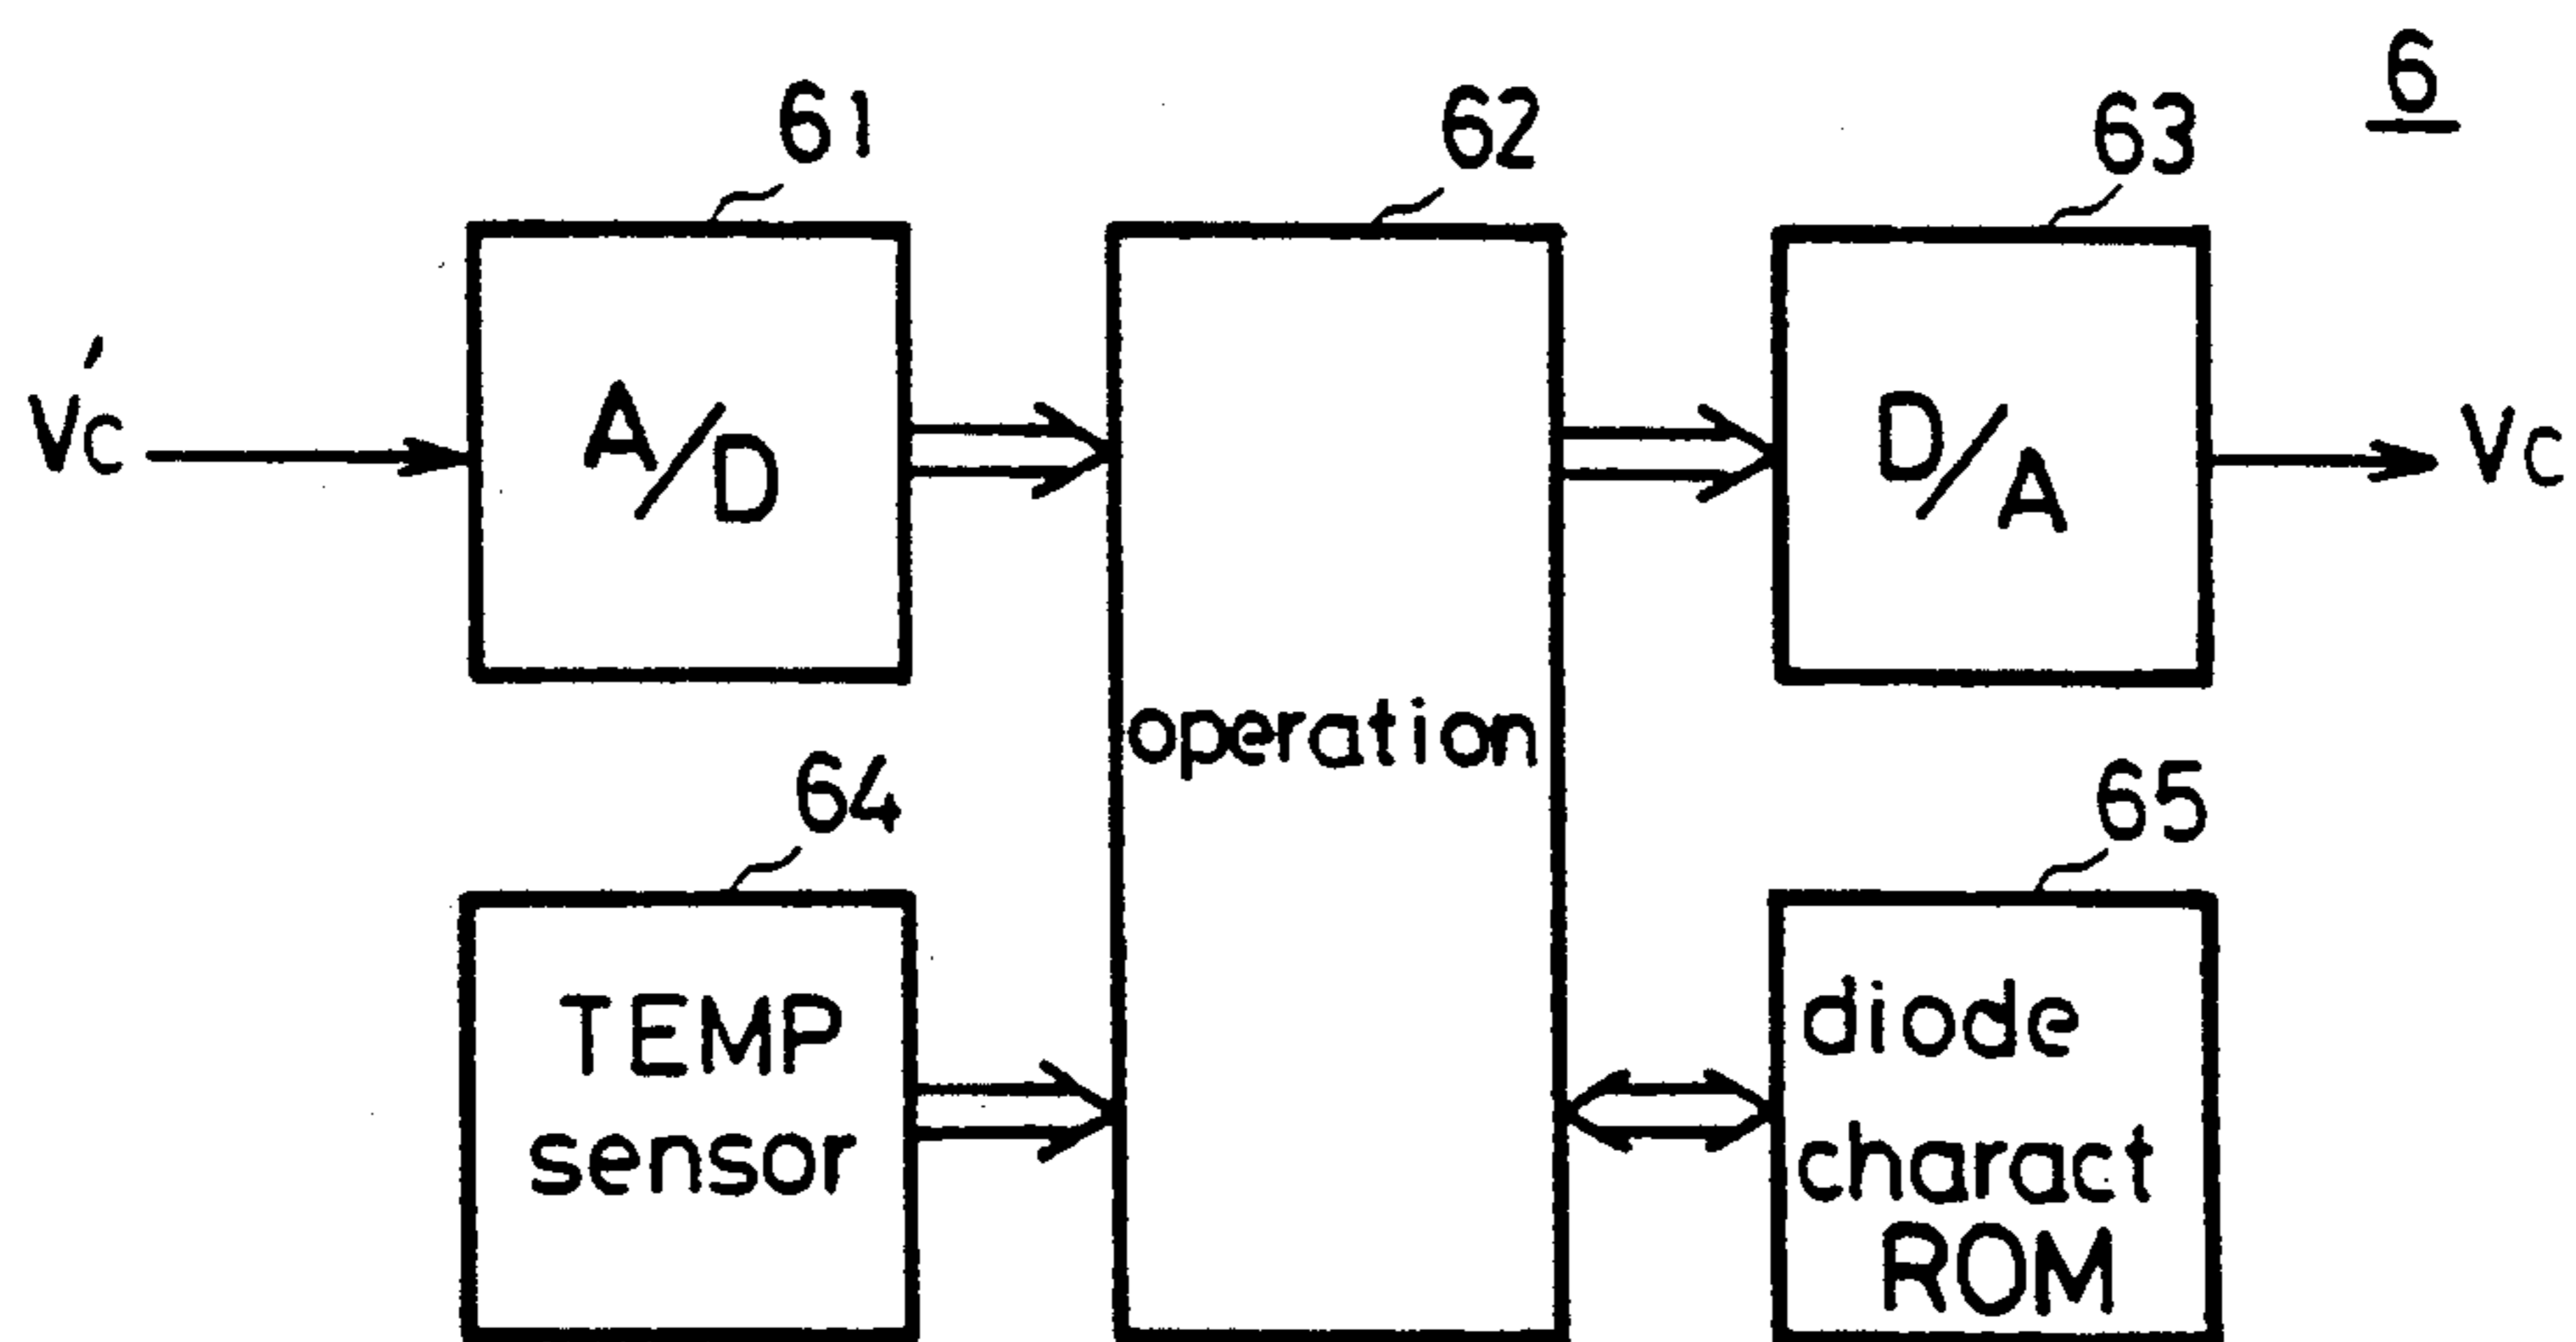 6
61
62
63
V'c
A/D
D/A
Vc
operation
64
65
TEMP
sensor
diode
charact
ROM